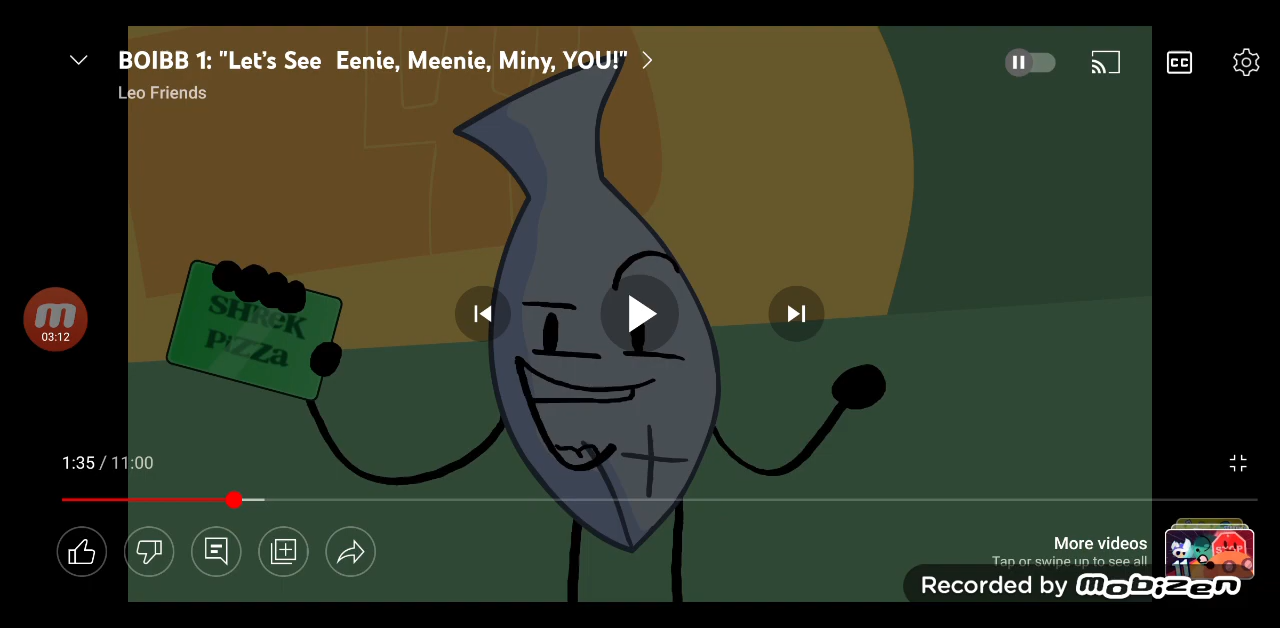 BOIBB 1: "Let's See Eenie, Meenie, Miny, YOU!"
Leo Friends
CC
m
03:12
SHReK
PiZZa
1:35 / 11:00
More videos
Tap or swipe up to see all
Recorded by mobizen